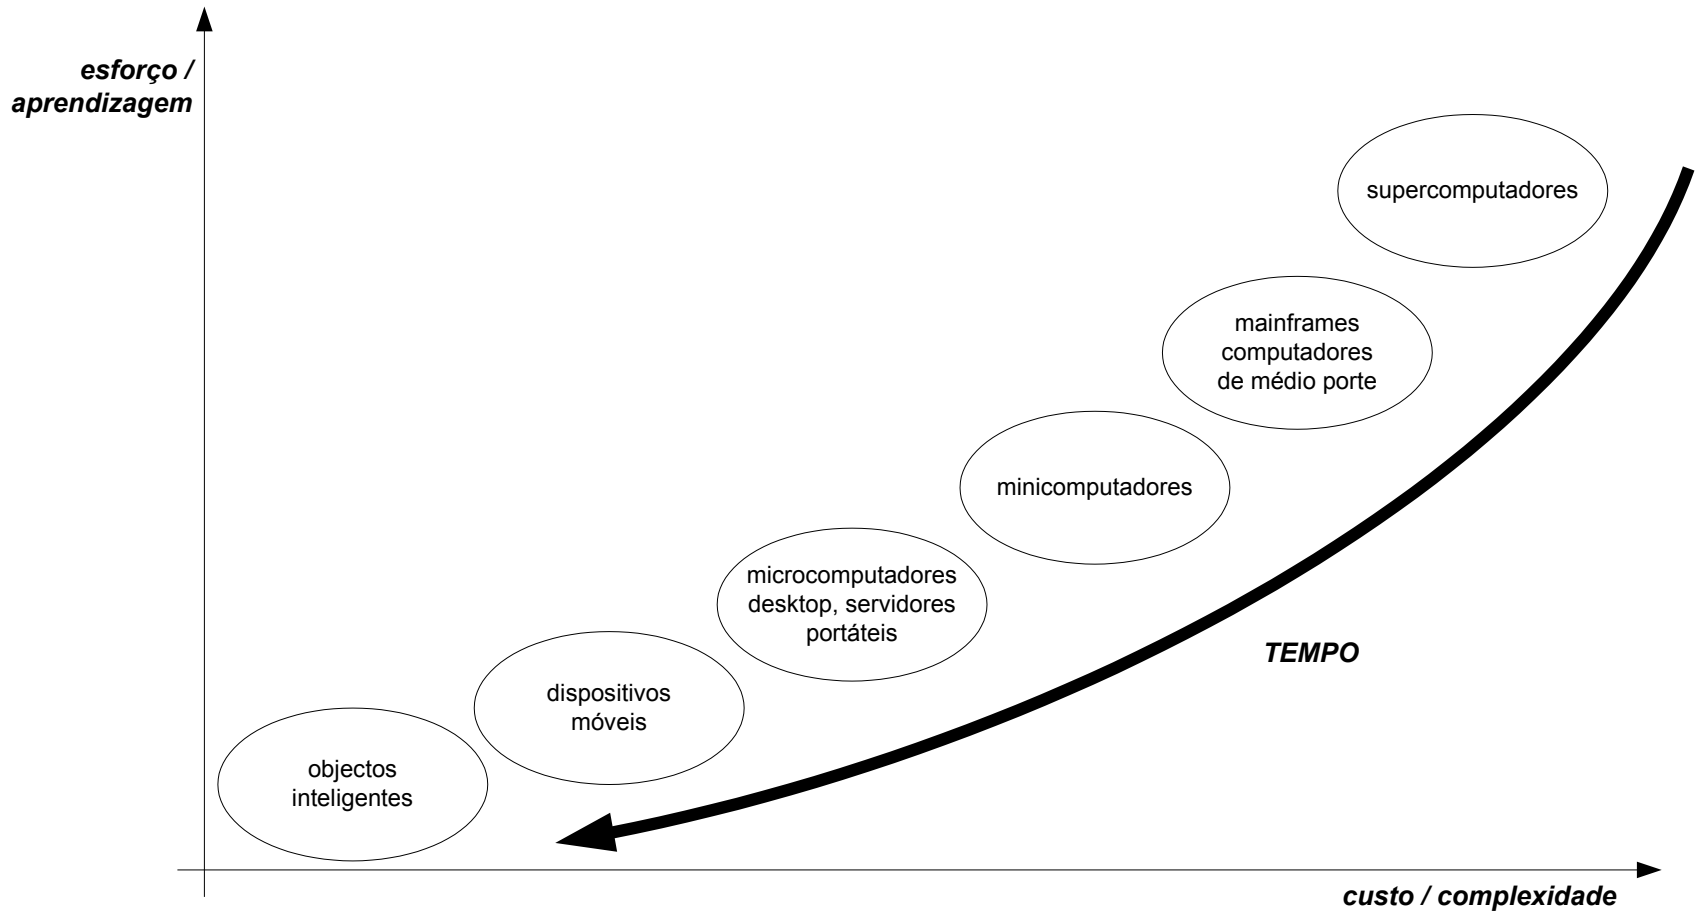 esforço /
aprendizagem
supercomputadores
mainframes
computadores
de médio porte
minicomputadores
microcomputadores
desktop, servidores
portáteis
TEMPO
dispositivos
móveis
objectos
inteligentes
custo / complexidade